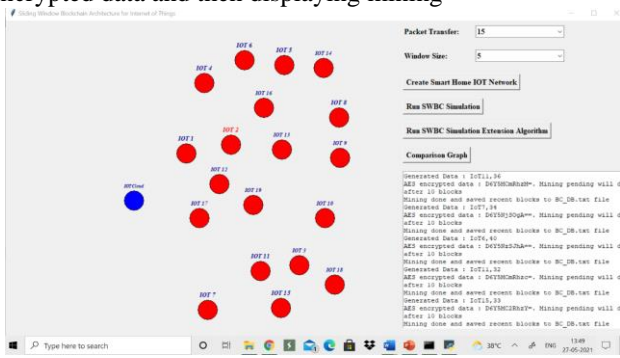 encrypted data and then displaying mining
Sliding Window Blockchain Architecture for Internet of Things
Packet Transfer: 15
Window Size: 5
Create Smart Home IOT Network
Run SWBC Simulation
Run SWBC Simulation Extension Algorithm
Comparison Graph
IOT 6
IOT 3
IOT 14
IOT 4
IOT 16
IOT 8
IOT 1
IOT 2
IOT 13
IOT 9
IOT 12
IOT Cloud
IOT 17
IOT 19
IOT 10
IOT 11
IOT 5
IOT 18
IOT 7
IOT 15
Generated Data : IoT11,36
AES encrypted data : Mining pending will d
after 10 blocks
Mining done and saved recent blocks to BC_DB.txt file
Generated Data : IoT7,34
AES encrypted data : Mining pending will d
after 10 blocks
Mining done and saved recent blocks to BC_DB.txt file
Generated Data : IoT6,40
AES encrypted data : Mining pending will d
after 10 blocks
Mining done and saved recent blocks to BC_DB.txt file
Generated Data : IoT11,32
AES encrypted data : Mining pending will d
after 10 blocks
Mining done and saved recent blocks to BC_DB.txt file
Generated Data : IoT15,33
AES encrypted data : Mining pending will d
after 10 blocks
Mining done and saved recent blocks to BC_DB.txt file
Type here to search
38°C
ENG
13:49
27-05-2021